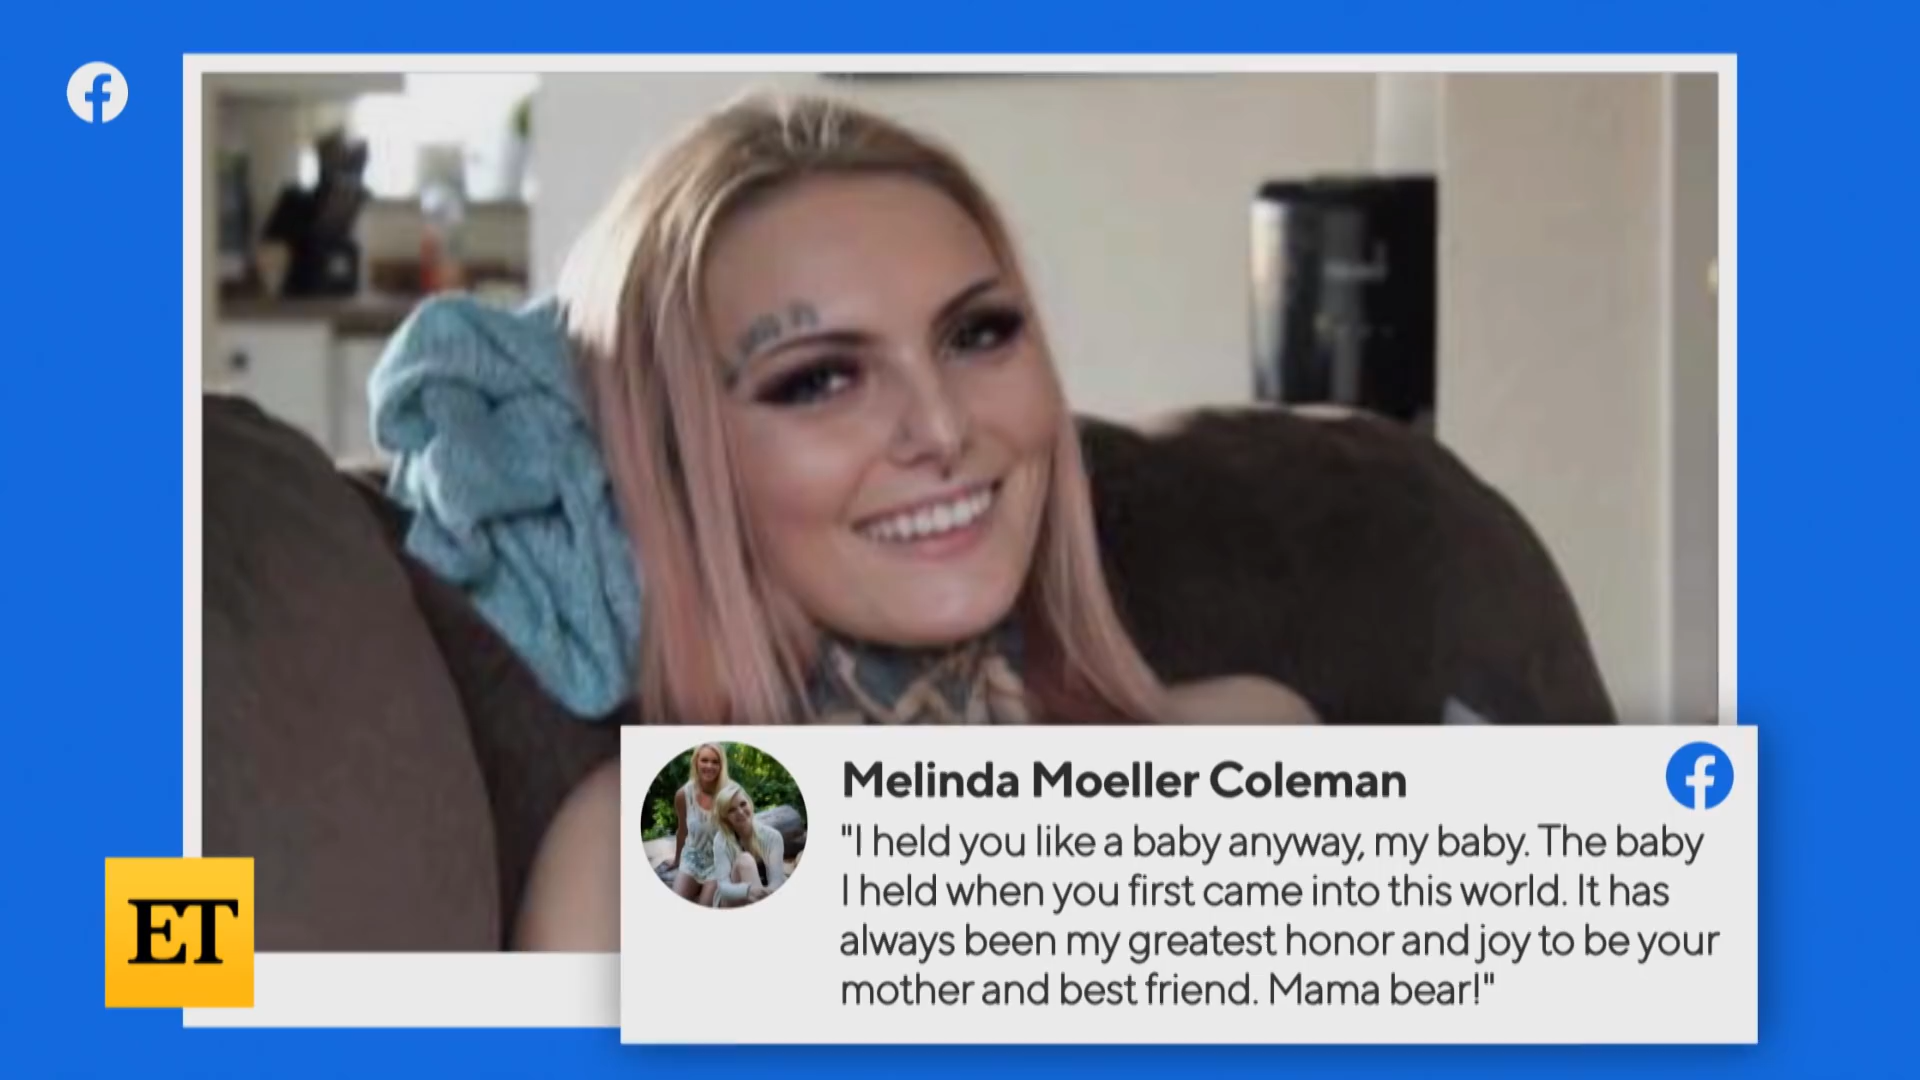 Melinda Moeller Coleman
"I held you like a baby anyway, my baby. The baby
I held when you first came into this world. It has
always been my greatest honor and joy to be your
mother and best friend. Mama bear!"
ET